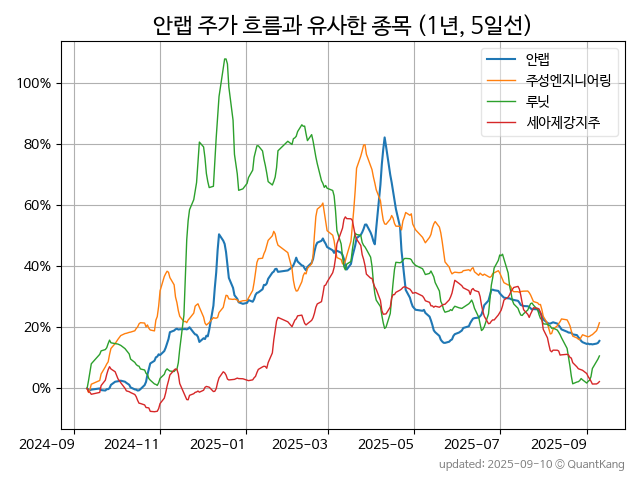 안랩 주가 흐름과 유사한 종목 (1년, 5일선)
안랩
주성엔지니어링
루닛
세아제강지주
100%
80%
60%
40%
20%
0%
2024-09 2024-11 2025-01 2025-03 2025-05 2025-07 2025-09
updated: 2025-09-10 © QuantKang